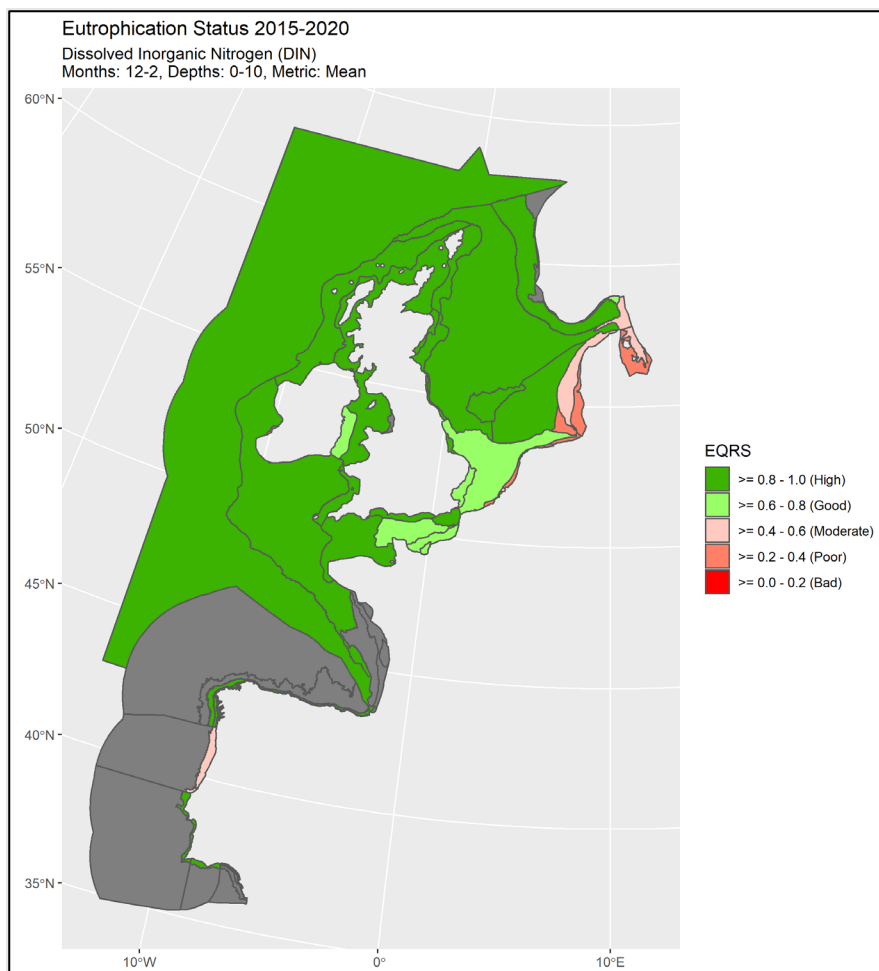 Eutrophication Status 2015-2020
Dissolved Inorganic Nitrogen (DIN)
Months: 12-2, Depths: 0-10, Metric: Mean
60°N
55°N
50°N
45°N
40°N
35°N
10°W
0°
10°E
EQRS
>= 0.8 - 1.0 (High)
>= 0.6 - 0.8 (Good)
>= 0.4 - 0.6 (Moderate)
>= 0.2 - 0.4 (Poor)
>= 0.0 - 0.2 (Bad)